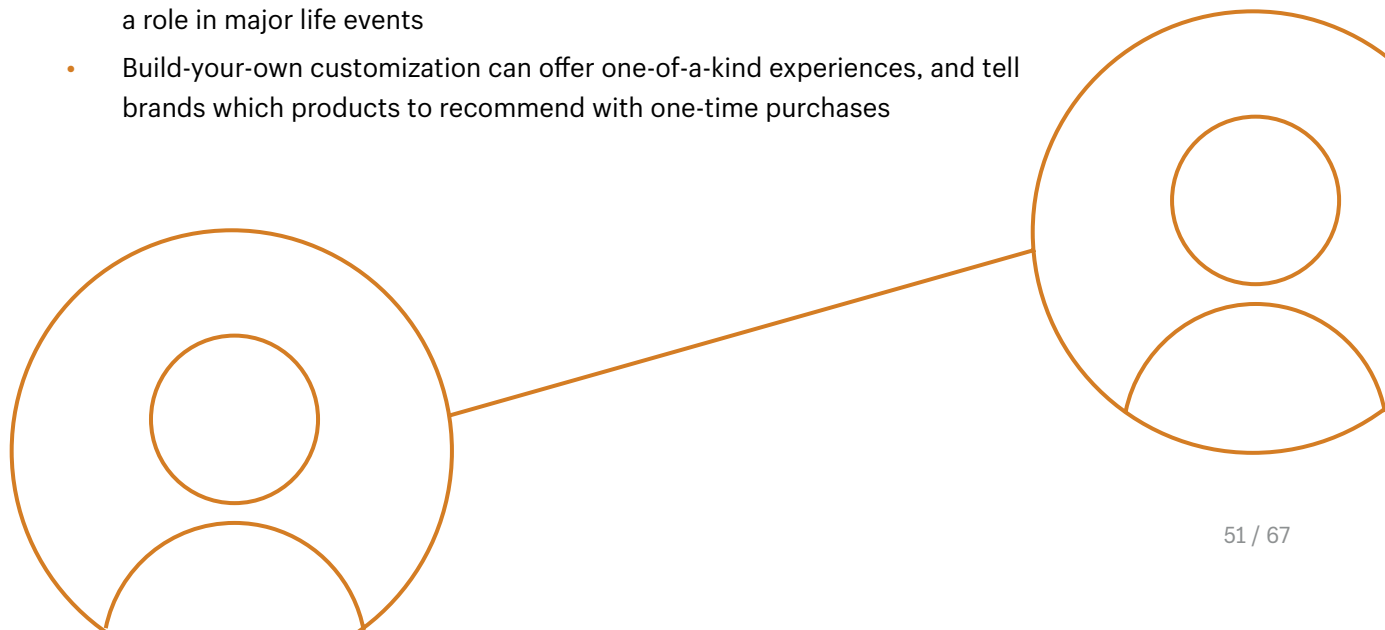 a role in major life events
• Build-your-own customization can offer one-of-a-kind experiences, and tell
brands which products to recommend with one-time purchases
51 / 67